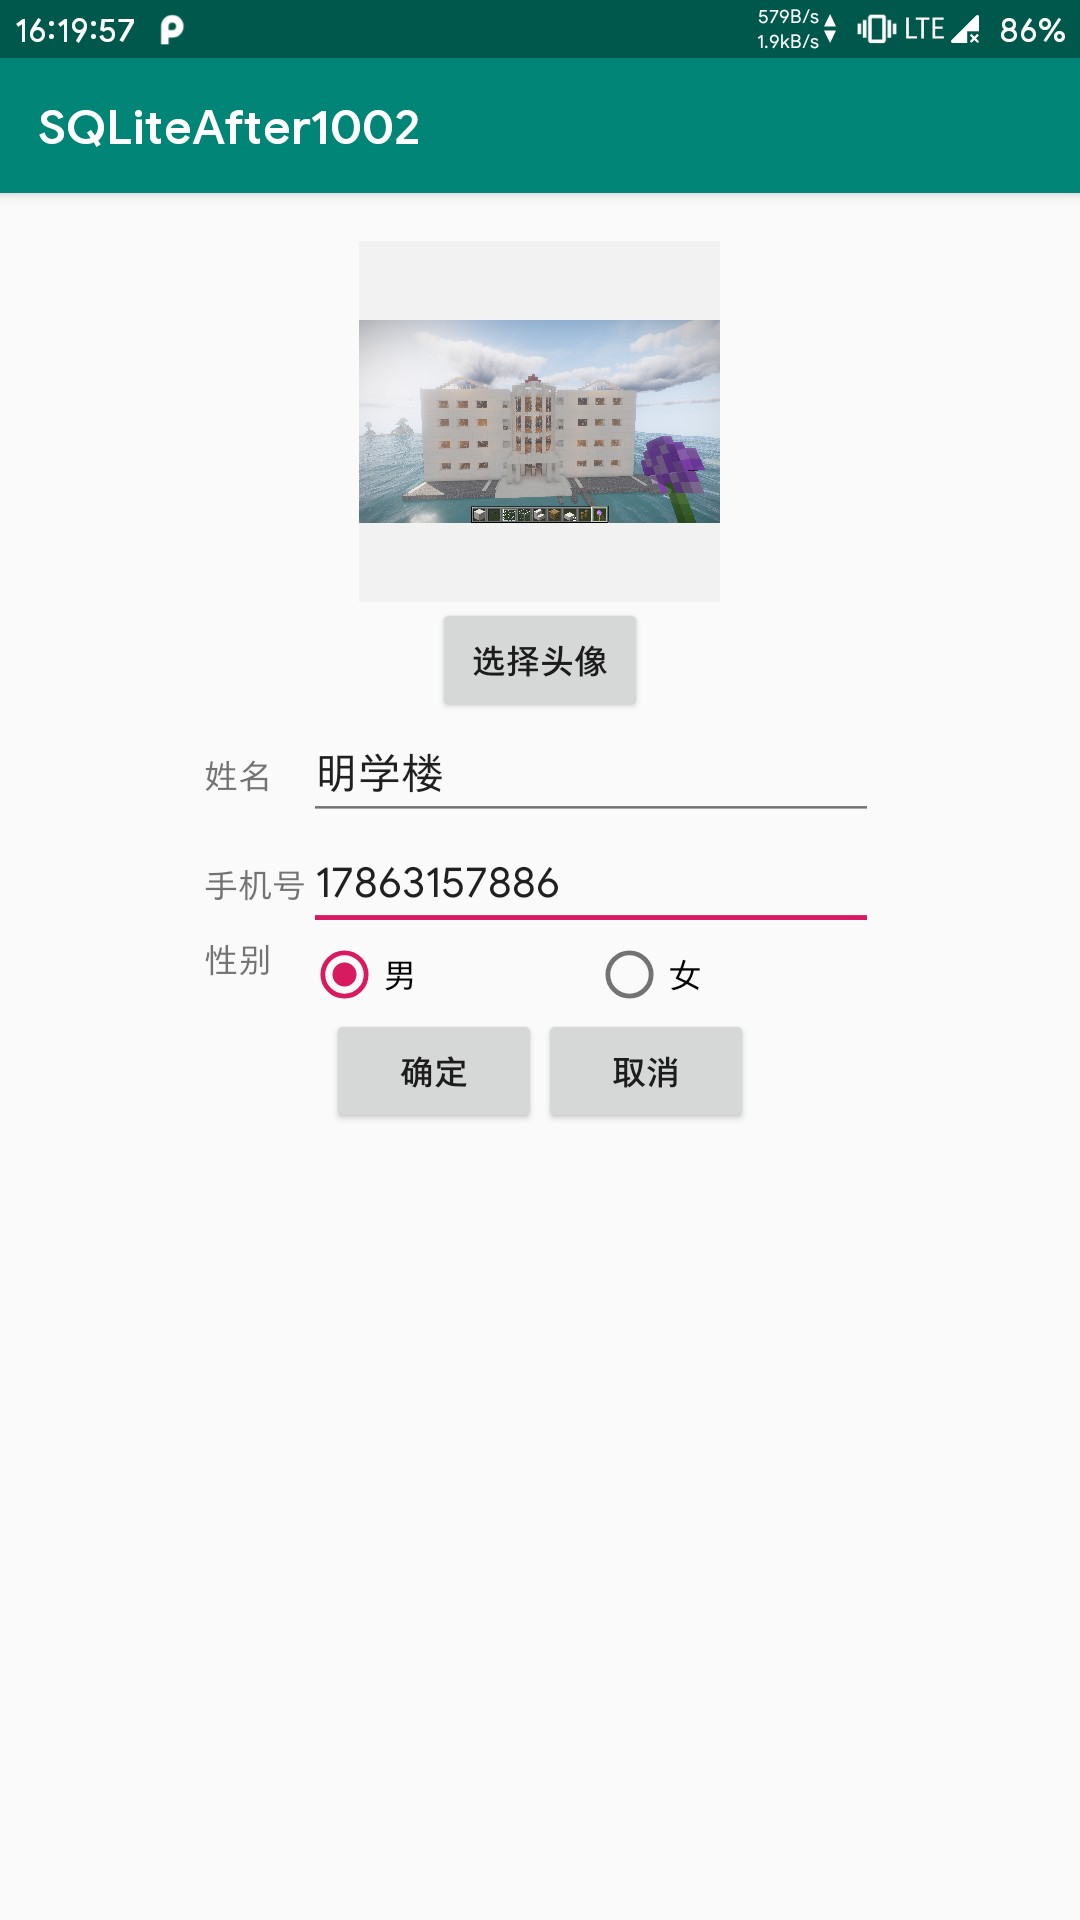 16:19:57 579B/s 1.9kB/s LTE 86%
SQLiteAfter1002
选择头像
姓名 明学楼
手机号 17863157886
性别 男 女
确定 取消